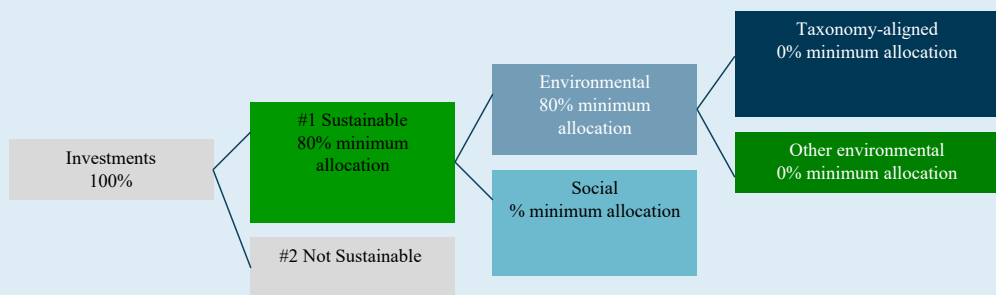 Investments
100%
#1 Sustainable
80% minimum
allocation
#2 Not Sustainable
Environmental
80% minimum
allocation
Social
% minimum allocation
Taxonomy-aligned
0% minimum allocation
Other environmental
0% minimum allocation